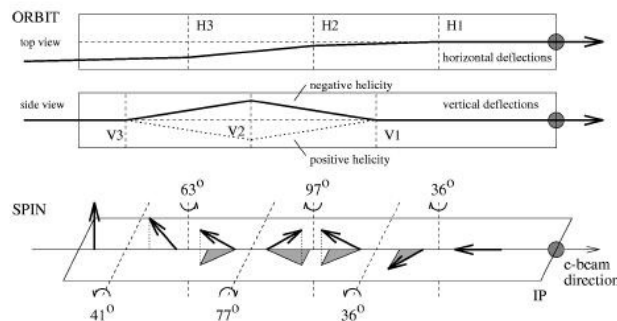 ORBIT
H3
H2
H1
top view
horizontal deflections
side view
negative helicity
vertical deflections
V3
V2
V1
positive helicity
63°
97°
36°
SPIN
e-beam
direction
IP
41°
77°
36°